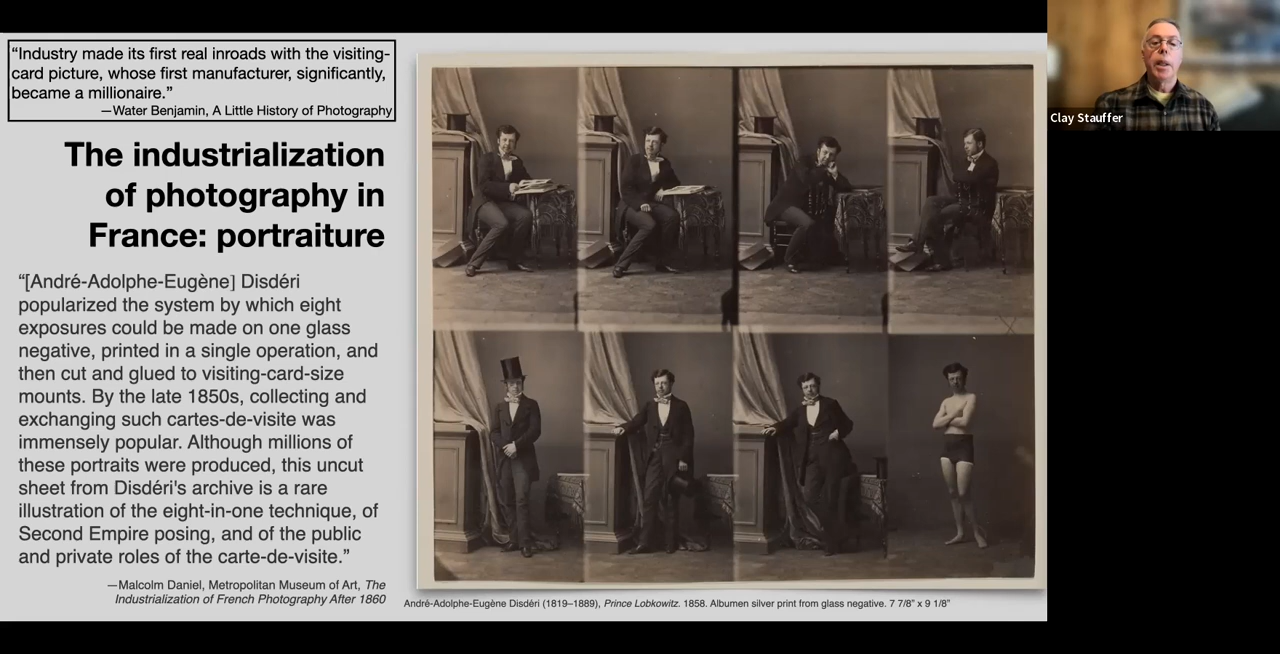 “Industry made its first real inroads with the visiting-
card picture, whose first manufacturer, significantly,
became a millionaire.”
—Water Benjamin, A Little History of Photography
The industrialization
of photography in
France: portraiture
“[André-Adolphe-Eugène] Disdéri
popularized the system by which eight
exposures could be made on one glass
negative, printed in a single operation, and
then cut and glued to visiting-card-size
mounts. By the late 1850s, collecting and
exchanging such cartes-de-visite was
immensely popular. Although millions of
these portraits were produced, this uncut
sheet from Disdéri's archive is a rare
illustration of the eight-in-one technique, of
Second Empire posing, and of the public
and private roles of the carte-de-visite.”
—Malcolm Daniel, Metropolitan Museum of Art, The
Industrialization of French Photography After 1860
André-Adolphe-Eugène Disdéri (1819–1889), Prince Lobkowitz. 1858. Albumen silver print from glass negative. 7 7/8” x 9 1/8”
Clay Stauffer